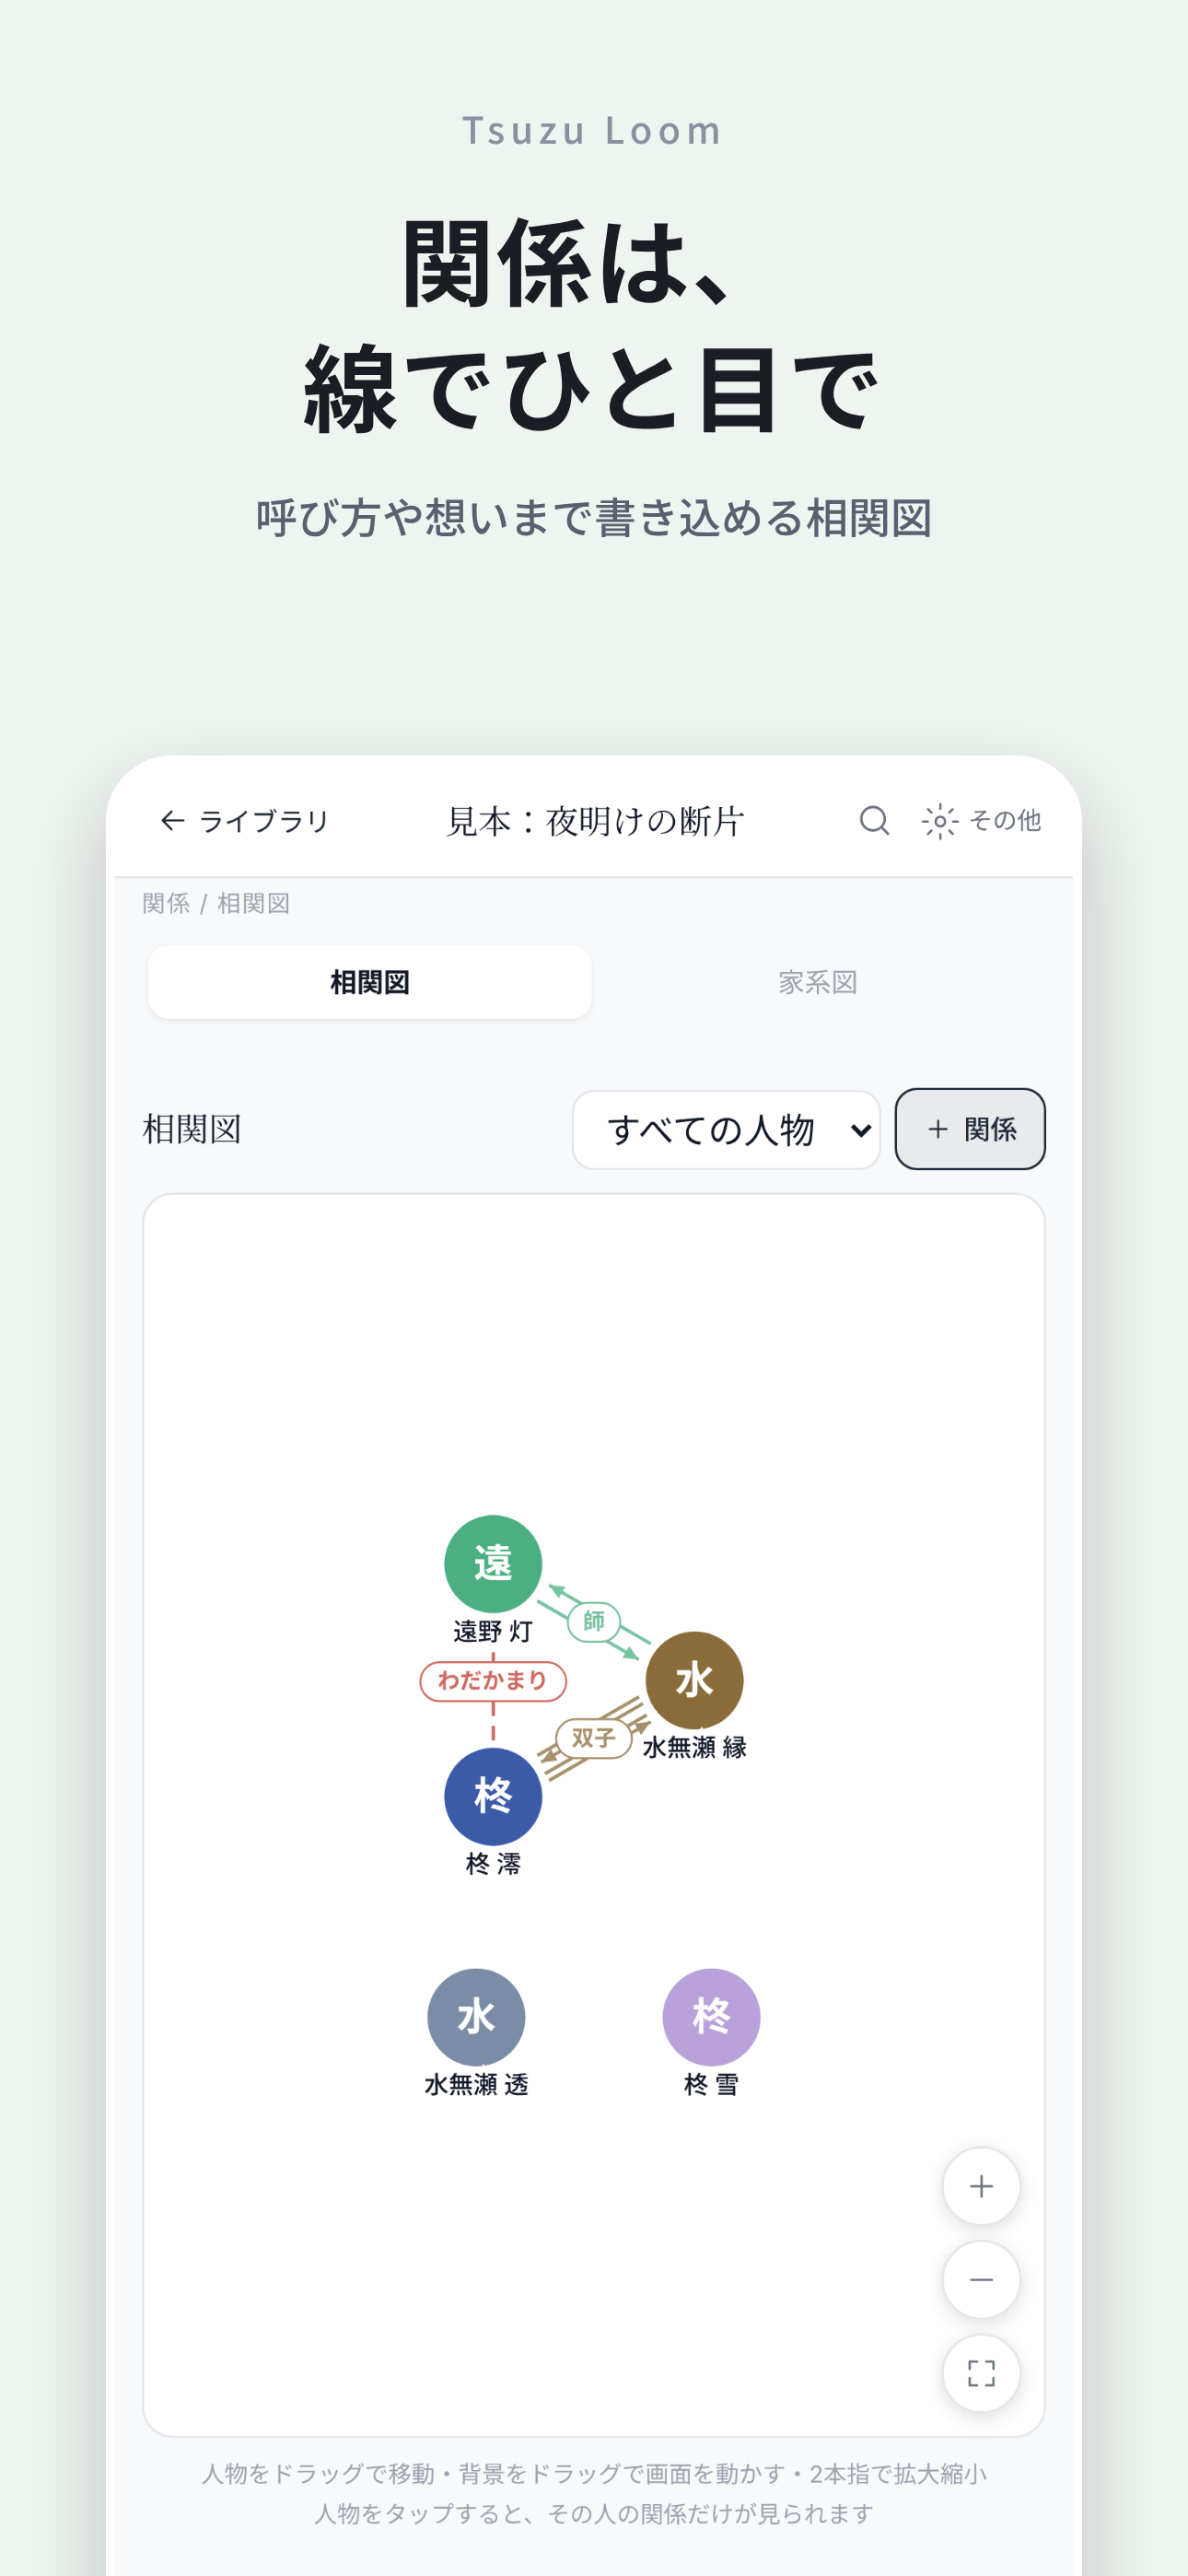 Tsuzu Loom
関係は、
線でひと目で
呼び方や想いまで書き込める相関図
← ライブラリ
見本：夜明けの断片
その他
関係 / 相関図
相関図
家系図
相関図
すべての人物
+ 関係
遠
遠野 灯
師
わだかまり
水
水無瀬 縁
双子
柊
柊 澪
水
水無瀬 透
柊
柊 雪
人物をドラッグで移動・背景をドラッグで画面を動かす・2本指で拡大縮小
人物をタップすると、その人の関係だけが見られます